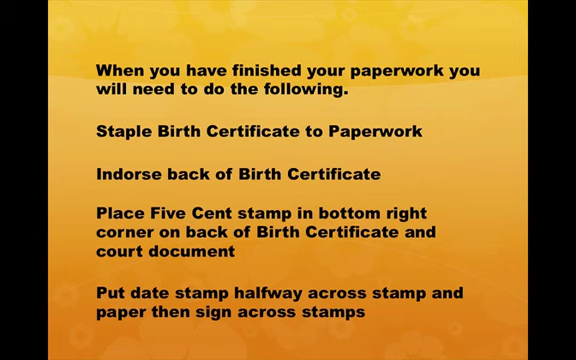 When you have finished your paperwork you
will need to do the following.
Staple Birth Certificate to Paperwork
Indorse back of Birth Certificate
Place Five Cent stamp in bottom right
corner on back of Birth Certificate and
court document
Put date stamp halfway across stamp and
paper then sign across stamps